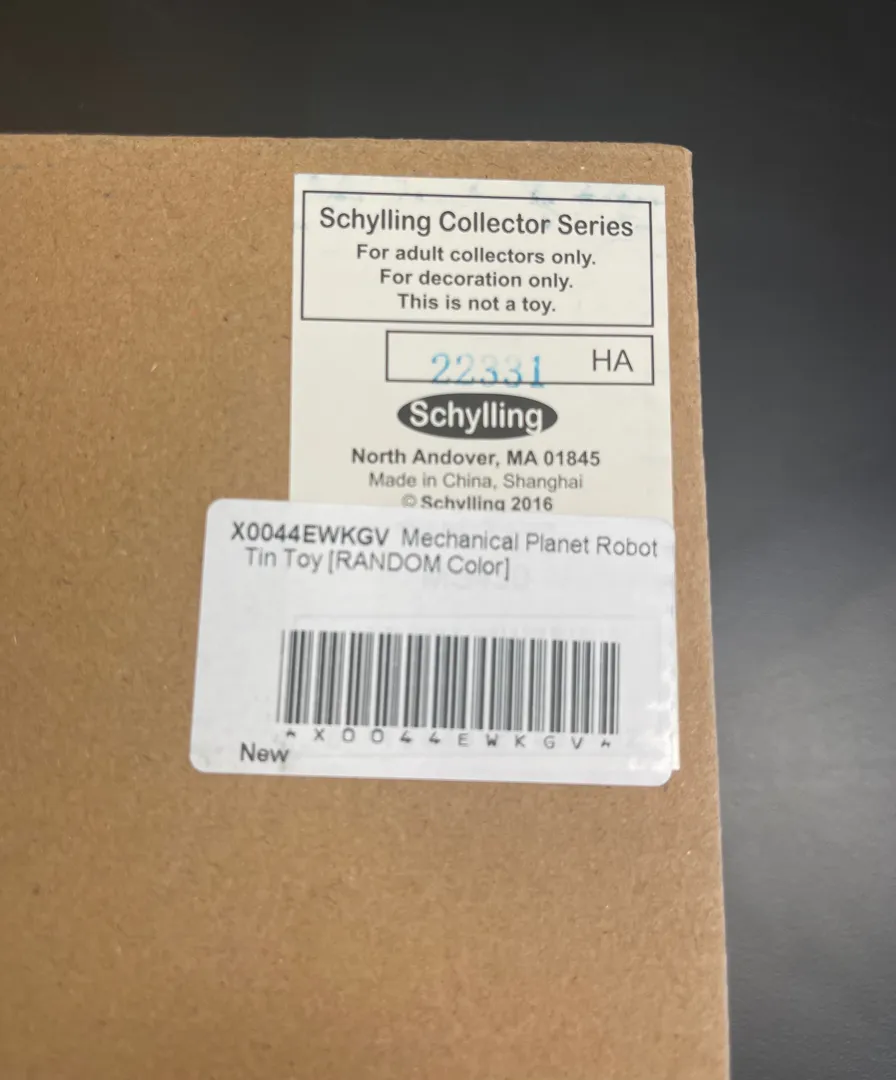 Schylling Collector Series
For adult collectors only.
For decoration only.
This is not a toy.
22331 HA
Schylling
North Andover, MA 01845
Made in China, Shanghai
© Schylling 2016
X0044EWKGV Mechanical Planet Robot
Tin Toy [RANDOM Color]
X0044EWKGV
New